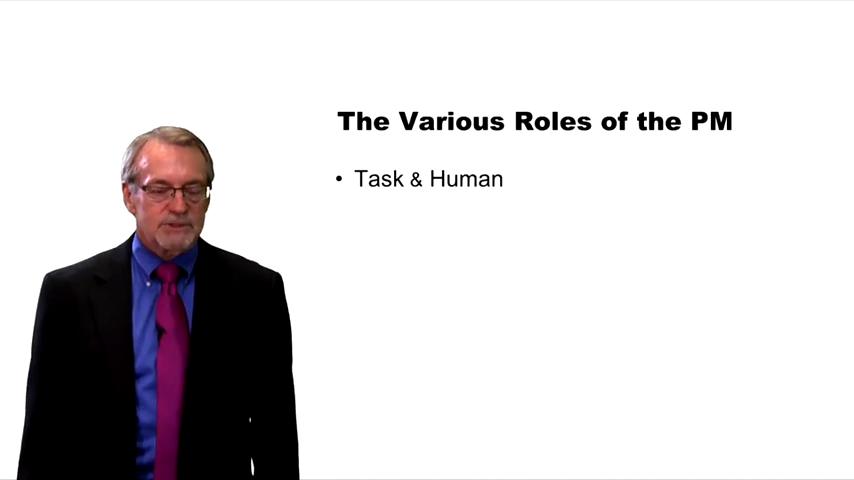 The Various Roles of the PM
• Task & Human